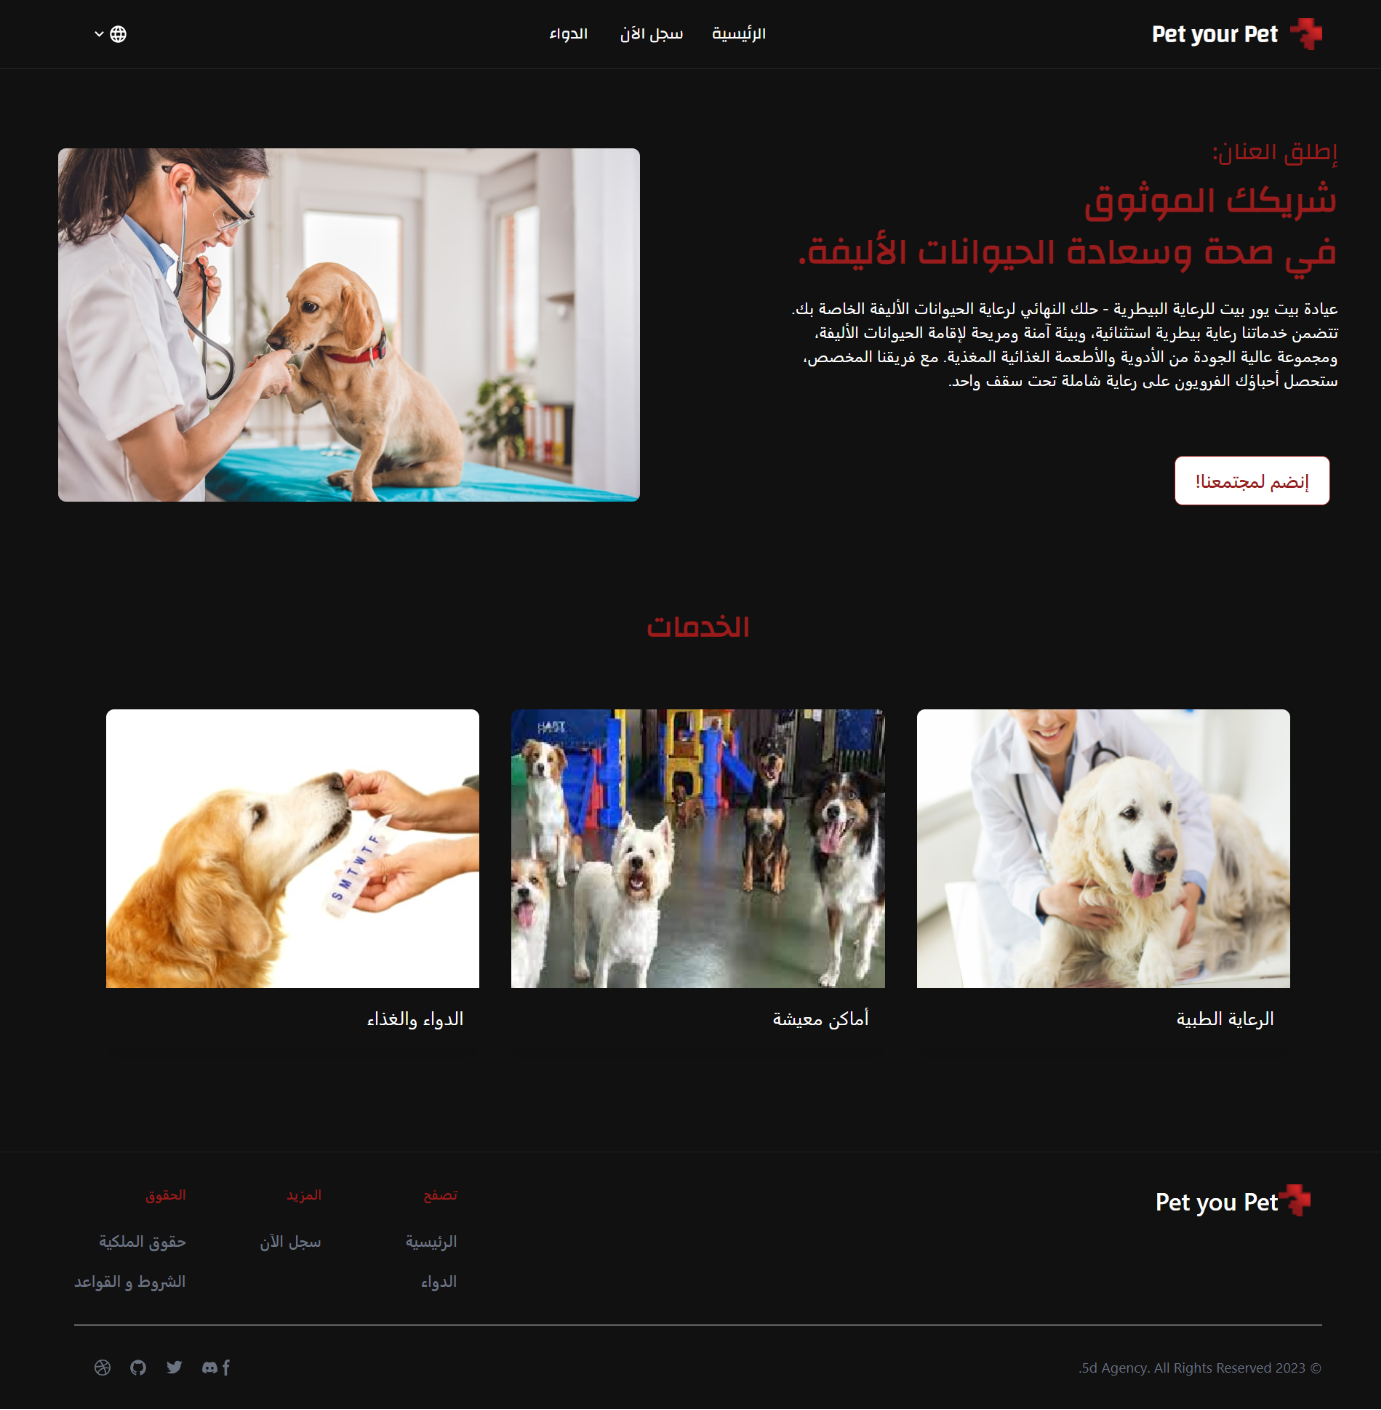 Pet your Pet
الرئيسية
سجل الآن
الدواء
إطلق العنان:
شريكك الموثوق
في صحة وسعادة الحيوانات الأليفة.
عيادة بيت يور بيت للرعاية البيطرية - حلك النهائي لرعاية الحيوانات الأليفة الخاصة بك.
تتضمن خدماتنا رعاية بيطرية استثنائية، وبيئة آمنة ومريحة لإقامة الحيوانات الأليفة،
ومجموعة عالية الجودة من الأدوية والأطعمة الغذائية المغذية. مع فريقنا المخصص،
ستحصل أحباؤك الفرويون على رعاية شاملة تحت سقف واحد.
إنضم لمجتمعنا!
الخدمات
S M T W T F
الرعاية الطبية
أماكن معيشة
الدواء والغذاء
Pet you Pet
تصفح
الرئيسية
الدواء
المزيد
سجل الآن
الحقوق
حقوق الملكية
الشروط و القواعد
.5d Agency. All Rights Reserved 2023 ©